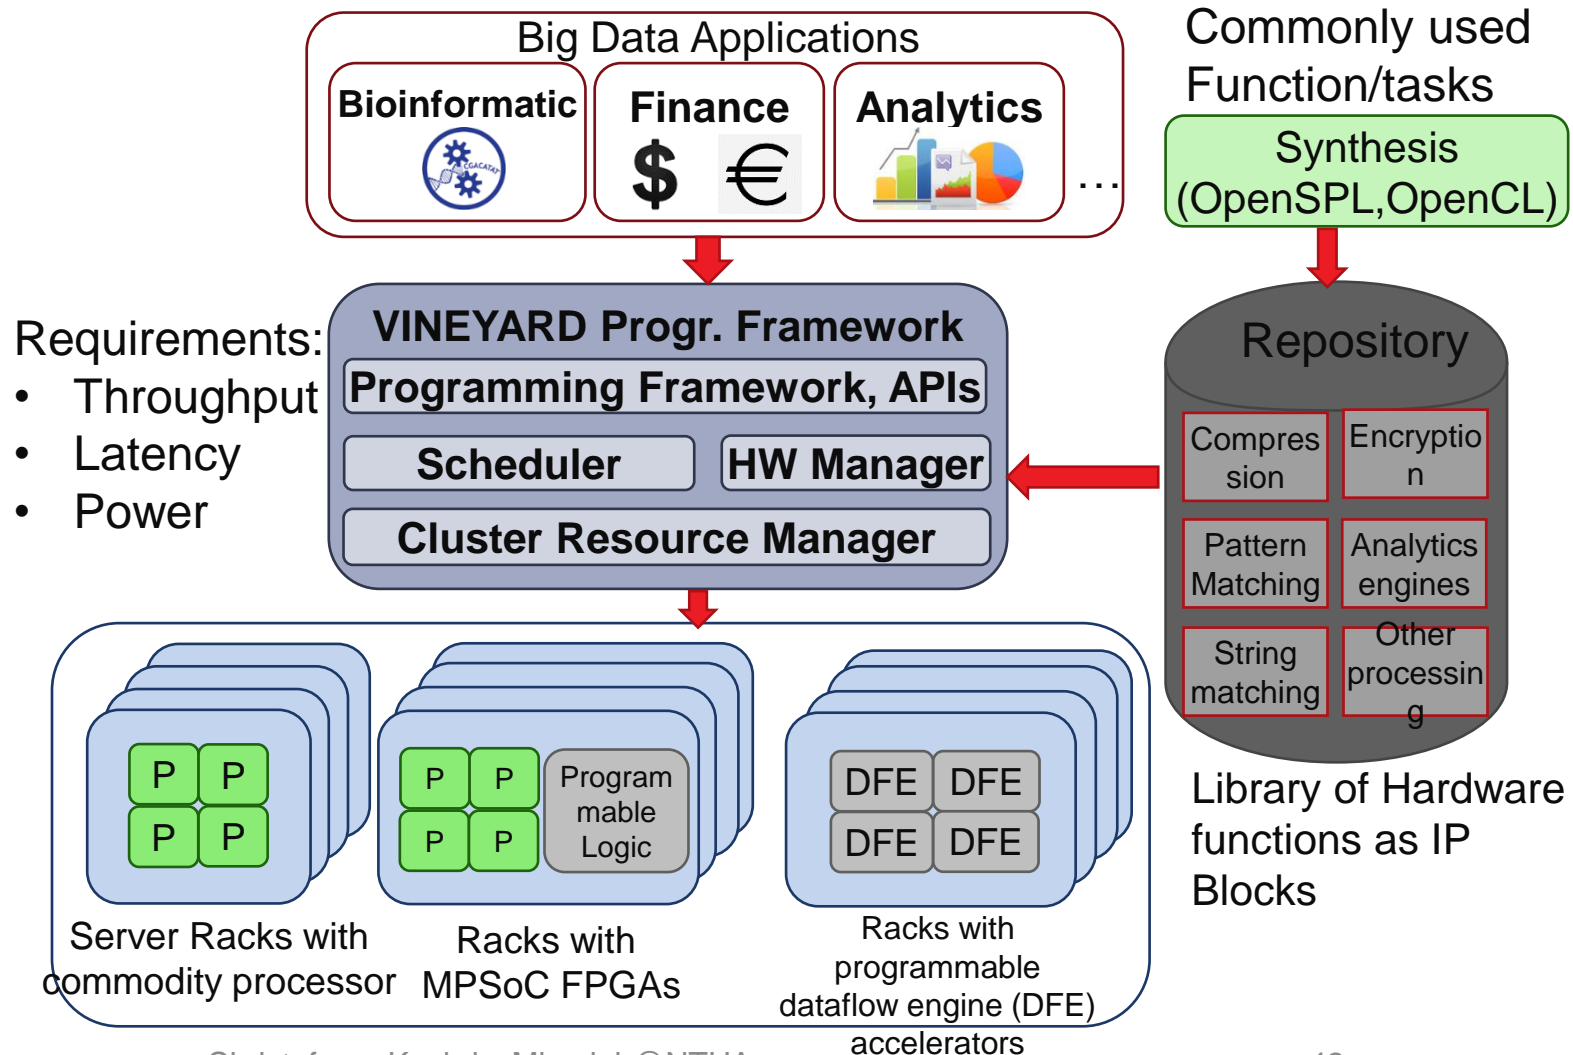 Big Data Applications
Bioinformatic
CGACATAT
Finance
$
€
Analytics
...
Commonly used
Function/tasks
Synthesis
(OpenSPL,OpenCL)
Requirements:
• Throughput
• Latency
• Power
VINEYARD Progr. Framework
Programming Framework, APIs
Scheduler
HW Manager
Cluster Resource Manager
Repository
Compres
sion
Encryptio
n
Pattern
Matching
Analytics
engines
String
matching
Other
processin
g
Library of Hardware
functions as IP
Blocks
P P
P P
Server Racks with
commodity processor
P P
P P
Program
mable
Logic
Racks with
MPSoC FPGAs
DFE DFE
DFE DFE
Racks with
programmable
dataflow engine (DFE)
accelerators